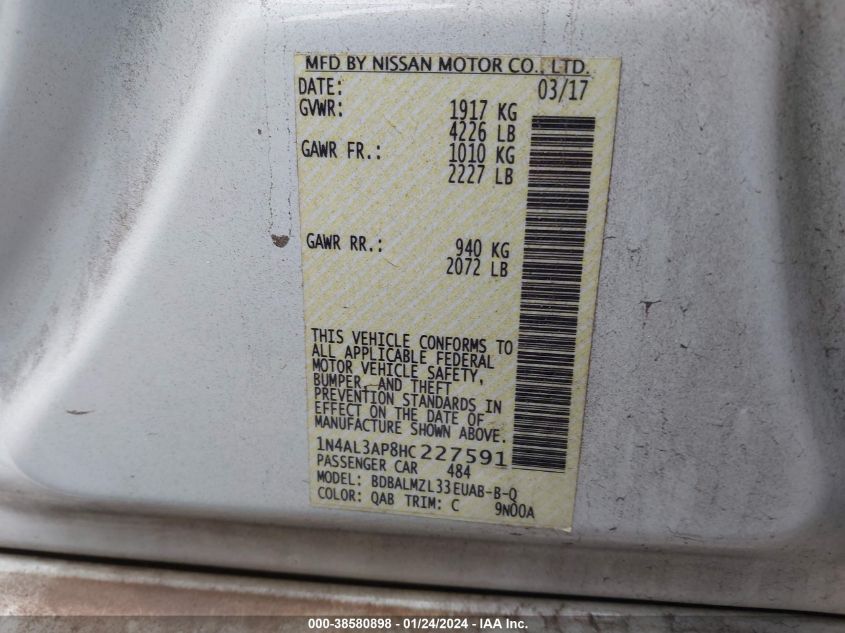 MFD BY NISSAN MOTOR CO., LTD.
DATE: 03/17
GVWR: 1917 KG
4226 LB
GAWR FR.: 1010 KG
2227 LB
GAWR RR.: 940 KG
2072 LB
THIS VEHICLE CONFORMS TO
ALL APPLICABLE FEDERAL
MOTOR VEHICLE SAFETY,
BUMPER, AND THEFT
PREVENTION STANDARDS IN
EFFECT ON THE DATE OF
MANUFACTURE SHOWN ABOVE.
1N4AL3AP8HC227591
PASSENGER CAR 484
MODEL: BDBALMZL33EUAB-B-Q
COLOR: QAB TRIM: C 9N00A
000-38580898 - 01/24/2024 - IAA Inc.